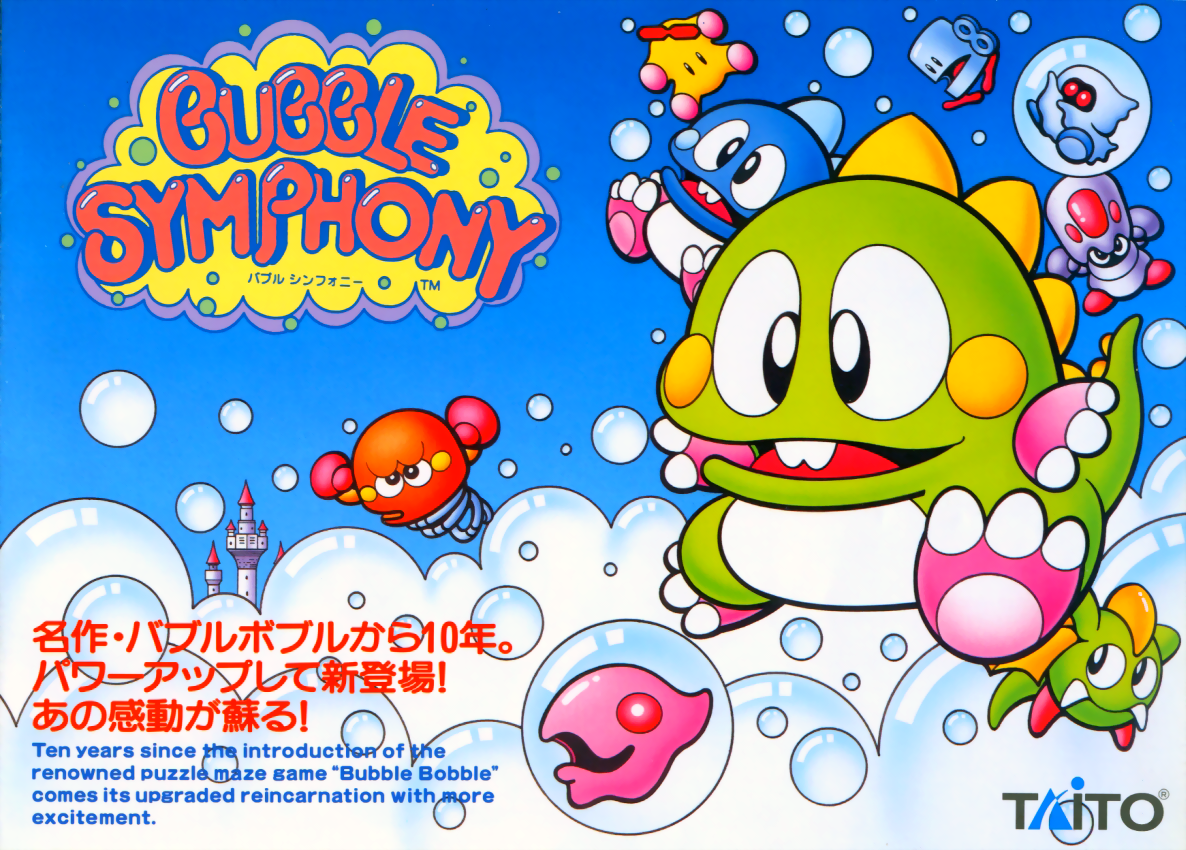 BUBBLE
SYMPHONY
バブル シンフォニー TM
名作・バブルボブルから10年。
パワーアップして新登場!
あの感動が蘇る!
Ten years since the introduction of the
renowned puzzle maze game "Bubble Bobble"
comes its upgraded reincarnation with more
excitement.
TAiTO®